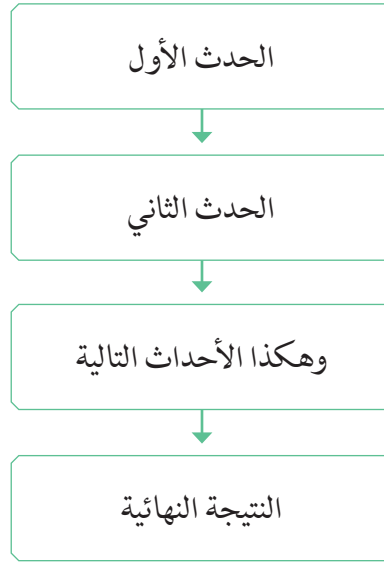 الحدث الأول
الحدث الثاني
وهكذا الأحداث التالية
النتيجة النهائية